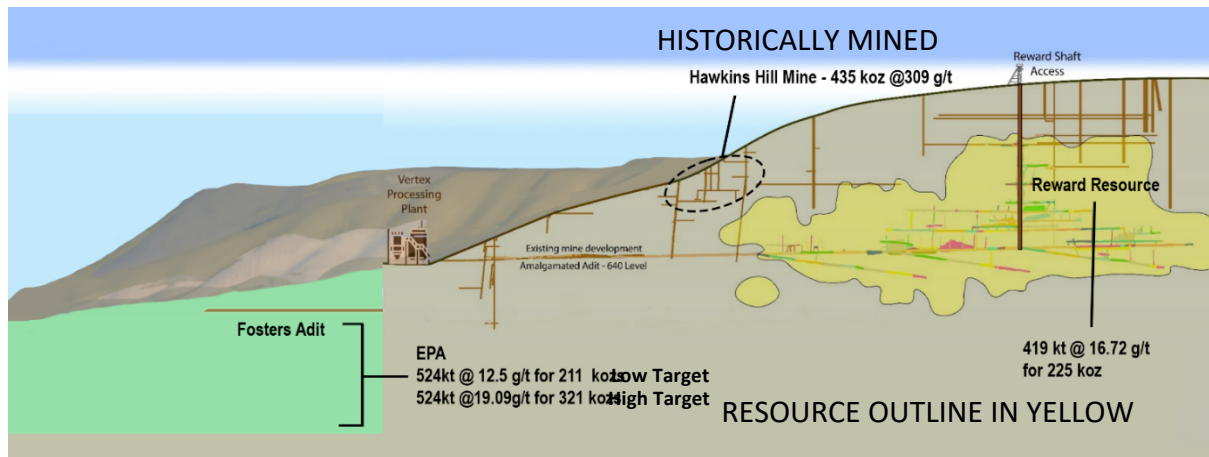 HISTORICALLY MINED
Hawkins Hill Mine - 435 koz @309 g/t
Reward Shaft
Access
Vertex
Processing
Plant
Reward Resource
Existing mine development
Amalgamated Adit - 640 Level
Fosters Adit
EPA
524kt @ 12.5 g/t for 211 kozs Low Target
524kt @19.09g/t for 321 kozs High Target
419 kt @ 16.72 g/t
for 225 koz
RESOURCE OUTLINE IN YELLOW